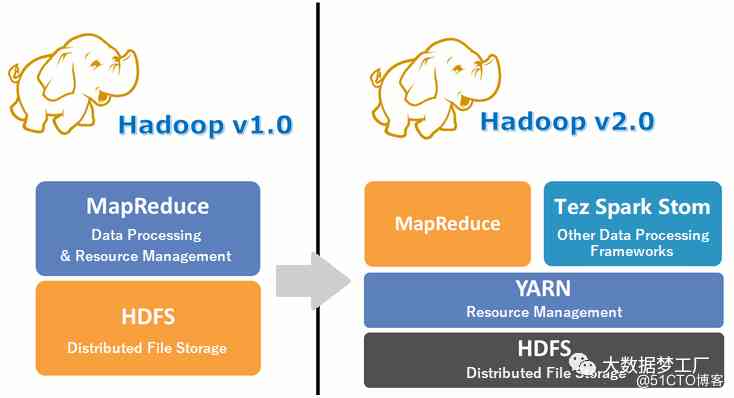 Hadoop v1.0
MapReduce
Data Processing
& Resource Management
HDFS
Distributed File Storage
Hadoop v2.0
MapReduce
Tez Spark Stom
Other Data Processing
Frameworks
YARN
Resource Management
HDFS
Distributed File Storage
大数据梦工厂
@51CTO博客